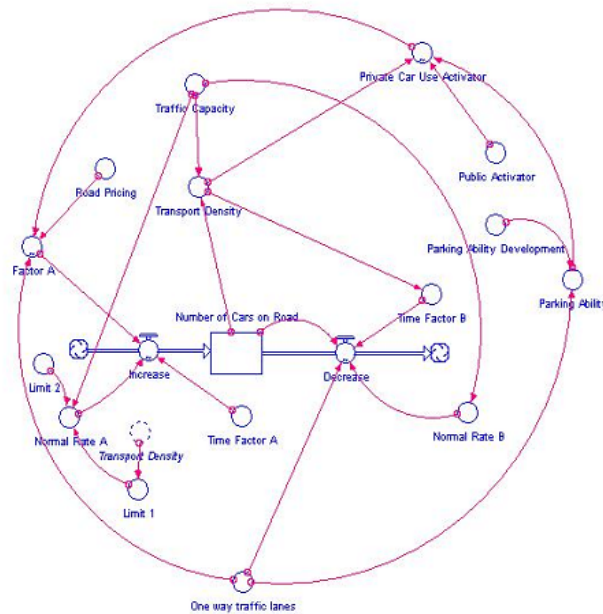 Private Car Use Activator
Traffic Capacity
Public Activator
Road Pricing
Transport Density
Parking Ability Development
Factor A
Parking Ability
Number of Cars on Road
Time Factor B
Increase
Decrease
Limit 2
Normal Rate A
Time Factor A
Normal Rate B
Transport Density
Limit 1
One way traffic lanes